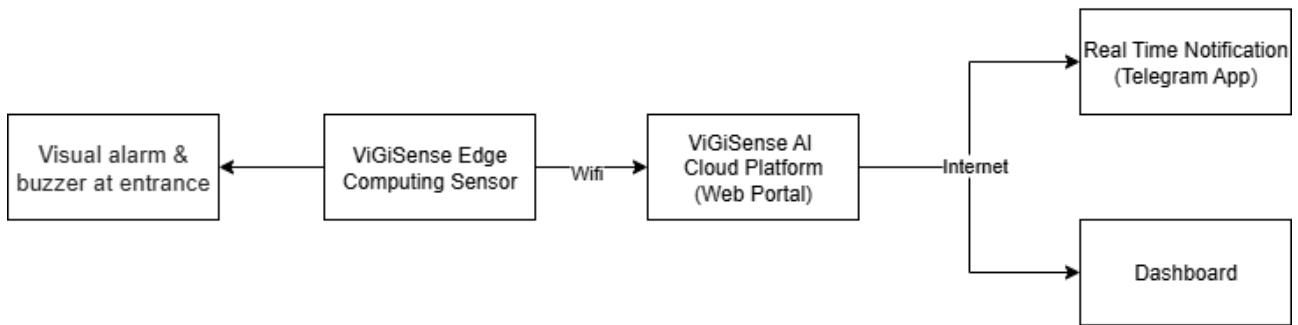 Visual alarm &
buzzer at entrance
ViGiSense Edge
Computing Sensor
Wifi
ViGiSense AI
Cloud Platform
(Web Portal)
Internet
Real Time Notification
(Telegram App)
Dashboard